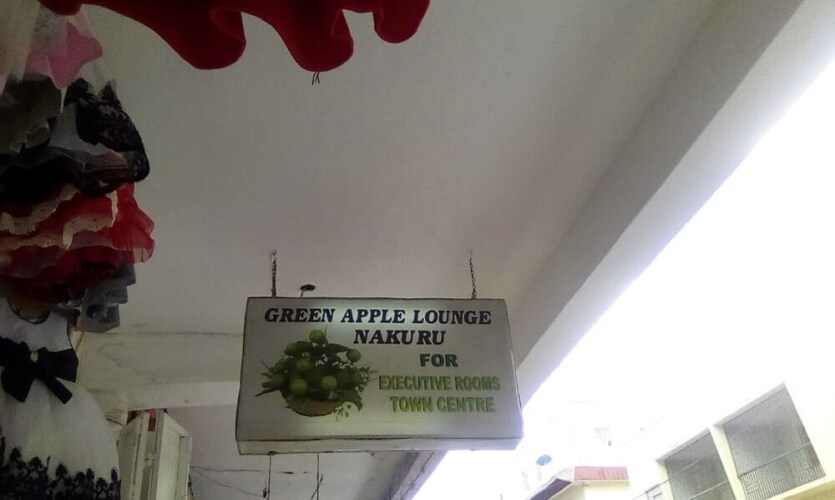 GREEN APPLE LOUNGE
NAKURU
FOR
EXECUTIVE ROOMS
TOWN CENTRE